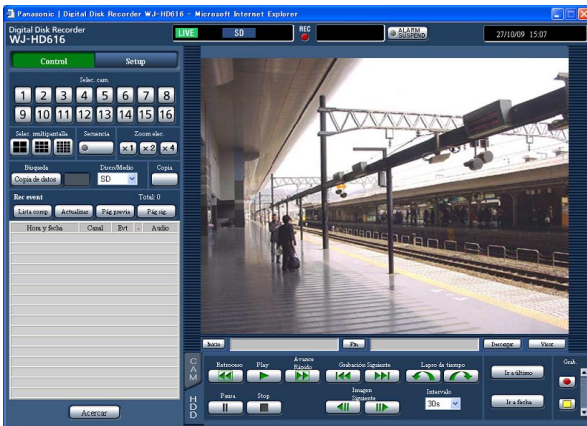 Panasonic | Digital Disk Recorder WJ-HD616 - Microsoft Internet Explorer
Digital Disk Recorder
WJ-HD616
LIVE SD
REC
ALARM SUSPEND
27/10/09 15:07
Control Setup
Selec. cam.
1 2 3 4 5 6 7 8
9 10 11 12 13 14 15 16
Selec. multipantalla Secuencia Zoom elec.
x1 x2 x4
Búsqueda Disco/Medio Copia
Copia de datos SD
Rec event Total: 0
Lista comp Actualizar Pág previa Pág sig.
Hora y fecha Canal Evt - Audio
Acercar
Inicio Fin Descargar Visor
CAM
HDD
Retroceso Play Avance Rápido Grabación Siguiente Lapso de tiempo
Ir a último
Grab.
Pausa Stop Imagen Siguiente Intervalo
30s
Ir a fecha